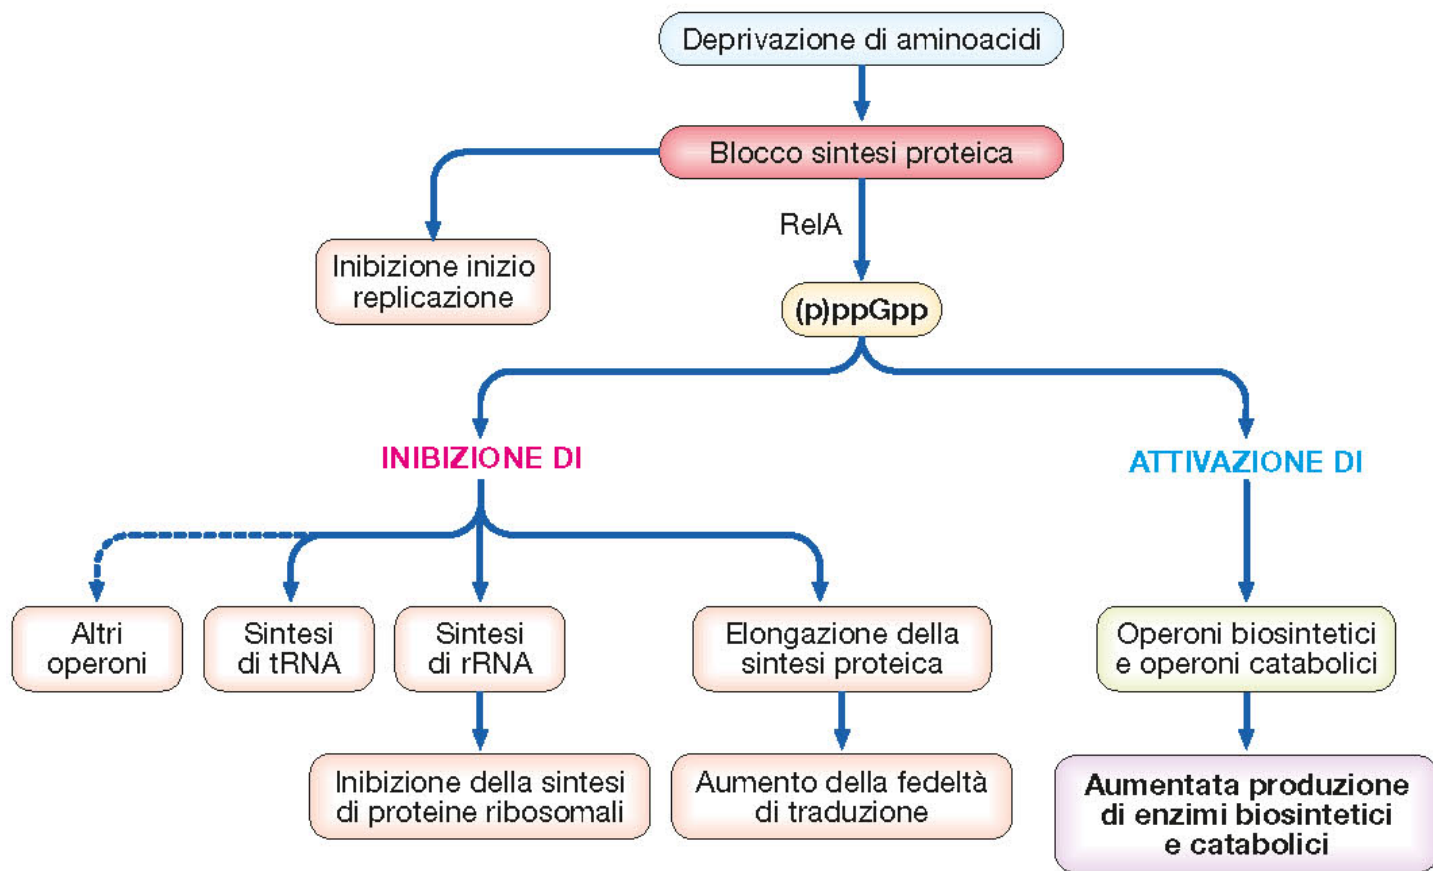 Deprivazione di aminoacidi
Blocco sintesi proteica
RelA
Inibizione inizio
replicazione
(p)ppGpp
INIBIZIONE DI
ATTIVAZIONE DI
Altri
operoni
Sintesi
di tRNA
Sintesi
di rRNA
Elongazione della
sintesi proteica
Operoni biosintetici
e operoni catabolici
Inibizione della sintesi
di proteine ribosomali
Aumento della fedeltà
di traduzione
Aumentata produzione
di enzimi biosintetici
e catabolici